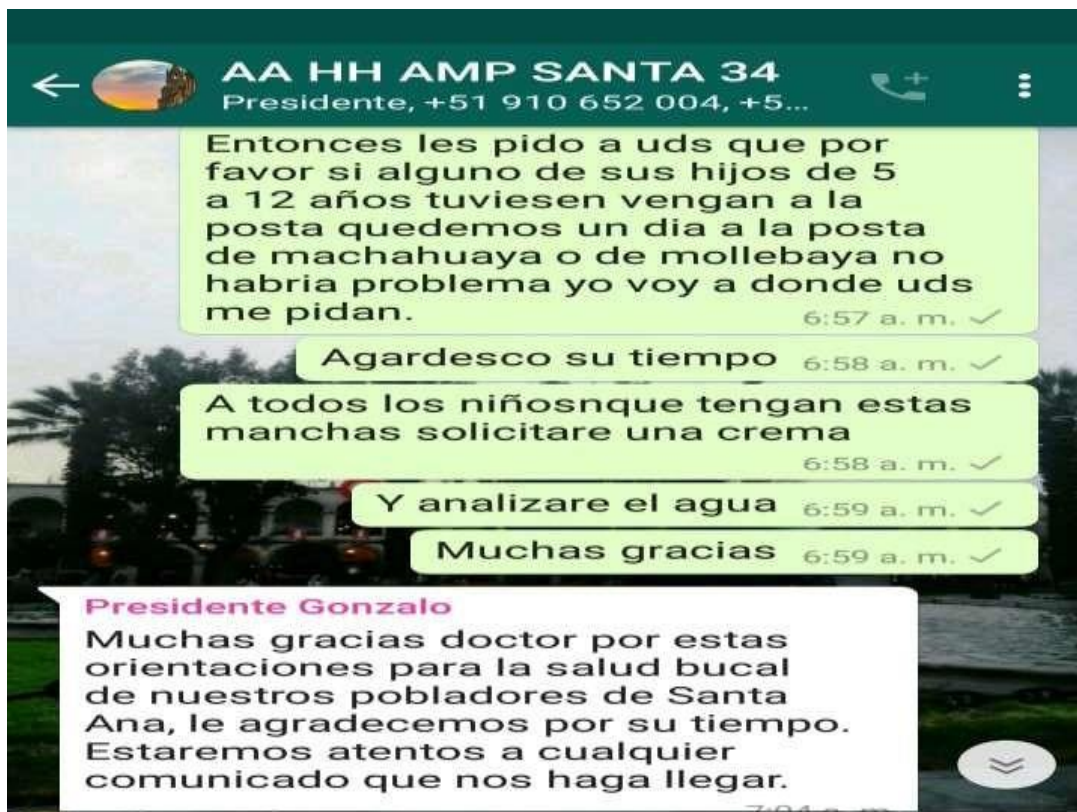 AA HH AMP SANTA 34
Presidente, +51 910 652 004, +5...
Entonces les pido a uds que por
favor si alguno de sus hijos de 5
a 12 años tuviesen vengan a la
posta quedemos un dia a la posta
de machahuaya o de mollebaya no
habria problema yo voy a donde uds
me pidan.
6:57 a. m.
Agardesco su tiempo 6:58 a. m.
A todos los niñosnque tengan estas
manchas solicitare una crema
6:58 a. m.
Y analizare el agua 6:59 a. m.
Muchas gracias 6:59 a. m.
Presidente Gonzalo
Muchas gracias doctor por estas
orientaciones para la salud bucal
de nuestros pobladores de Santa
Ana, le agradecemos por su tiempo.
Estaremos atentos a cualquier
comunicado que nos haga llegar.